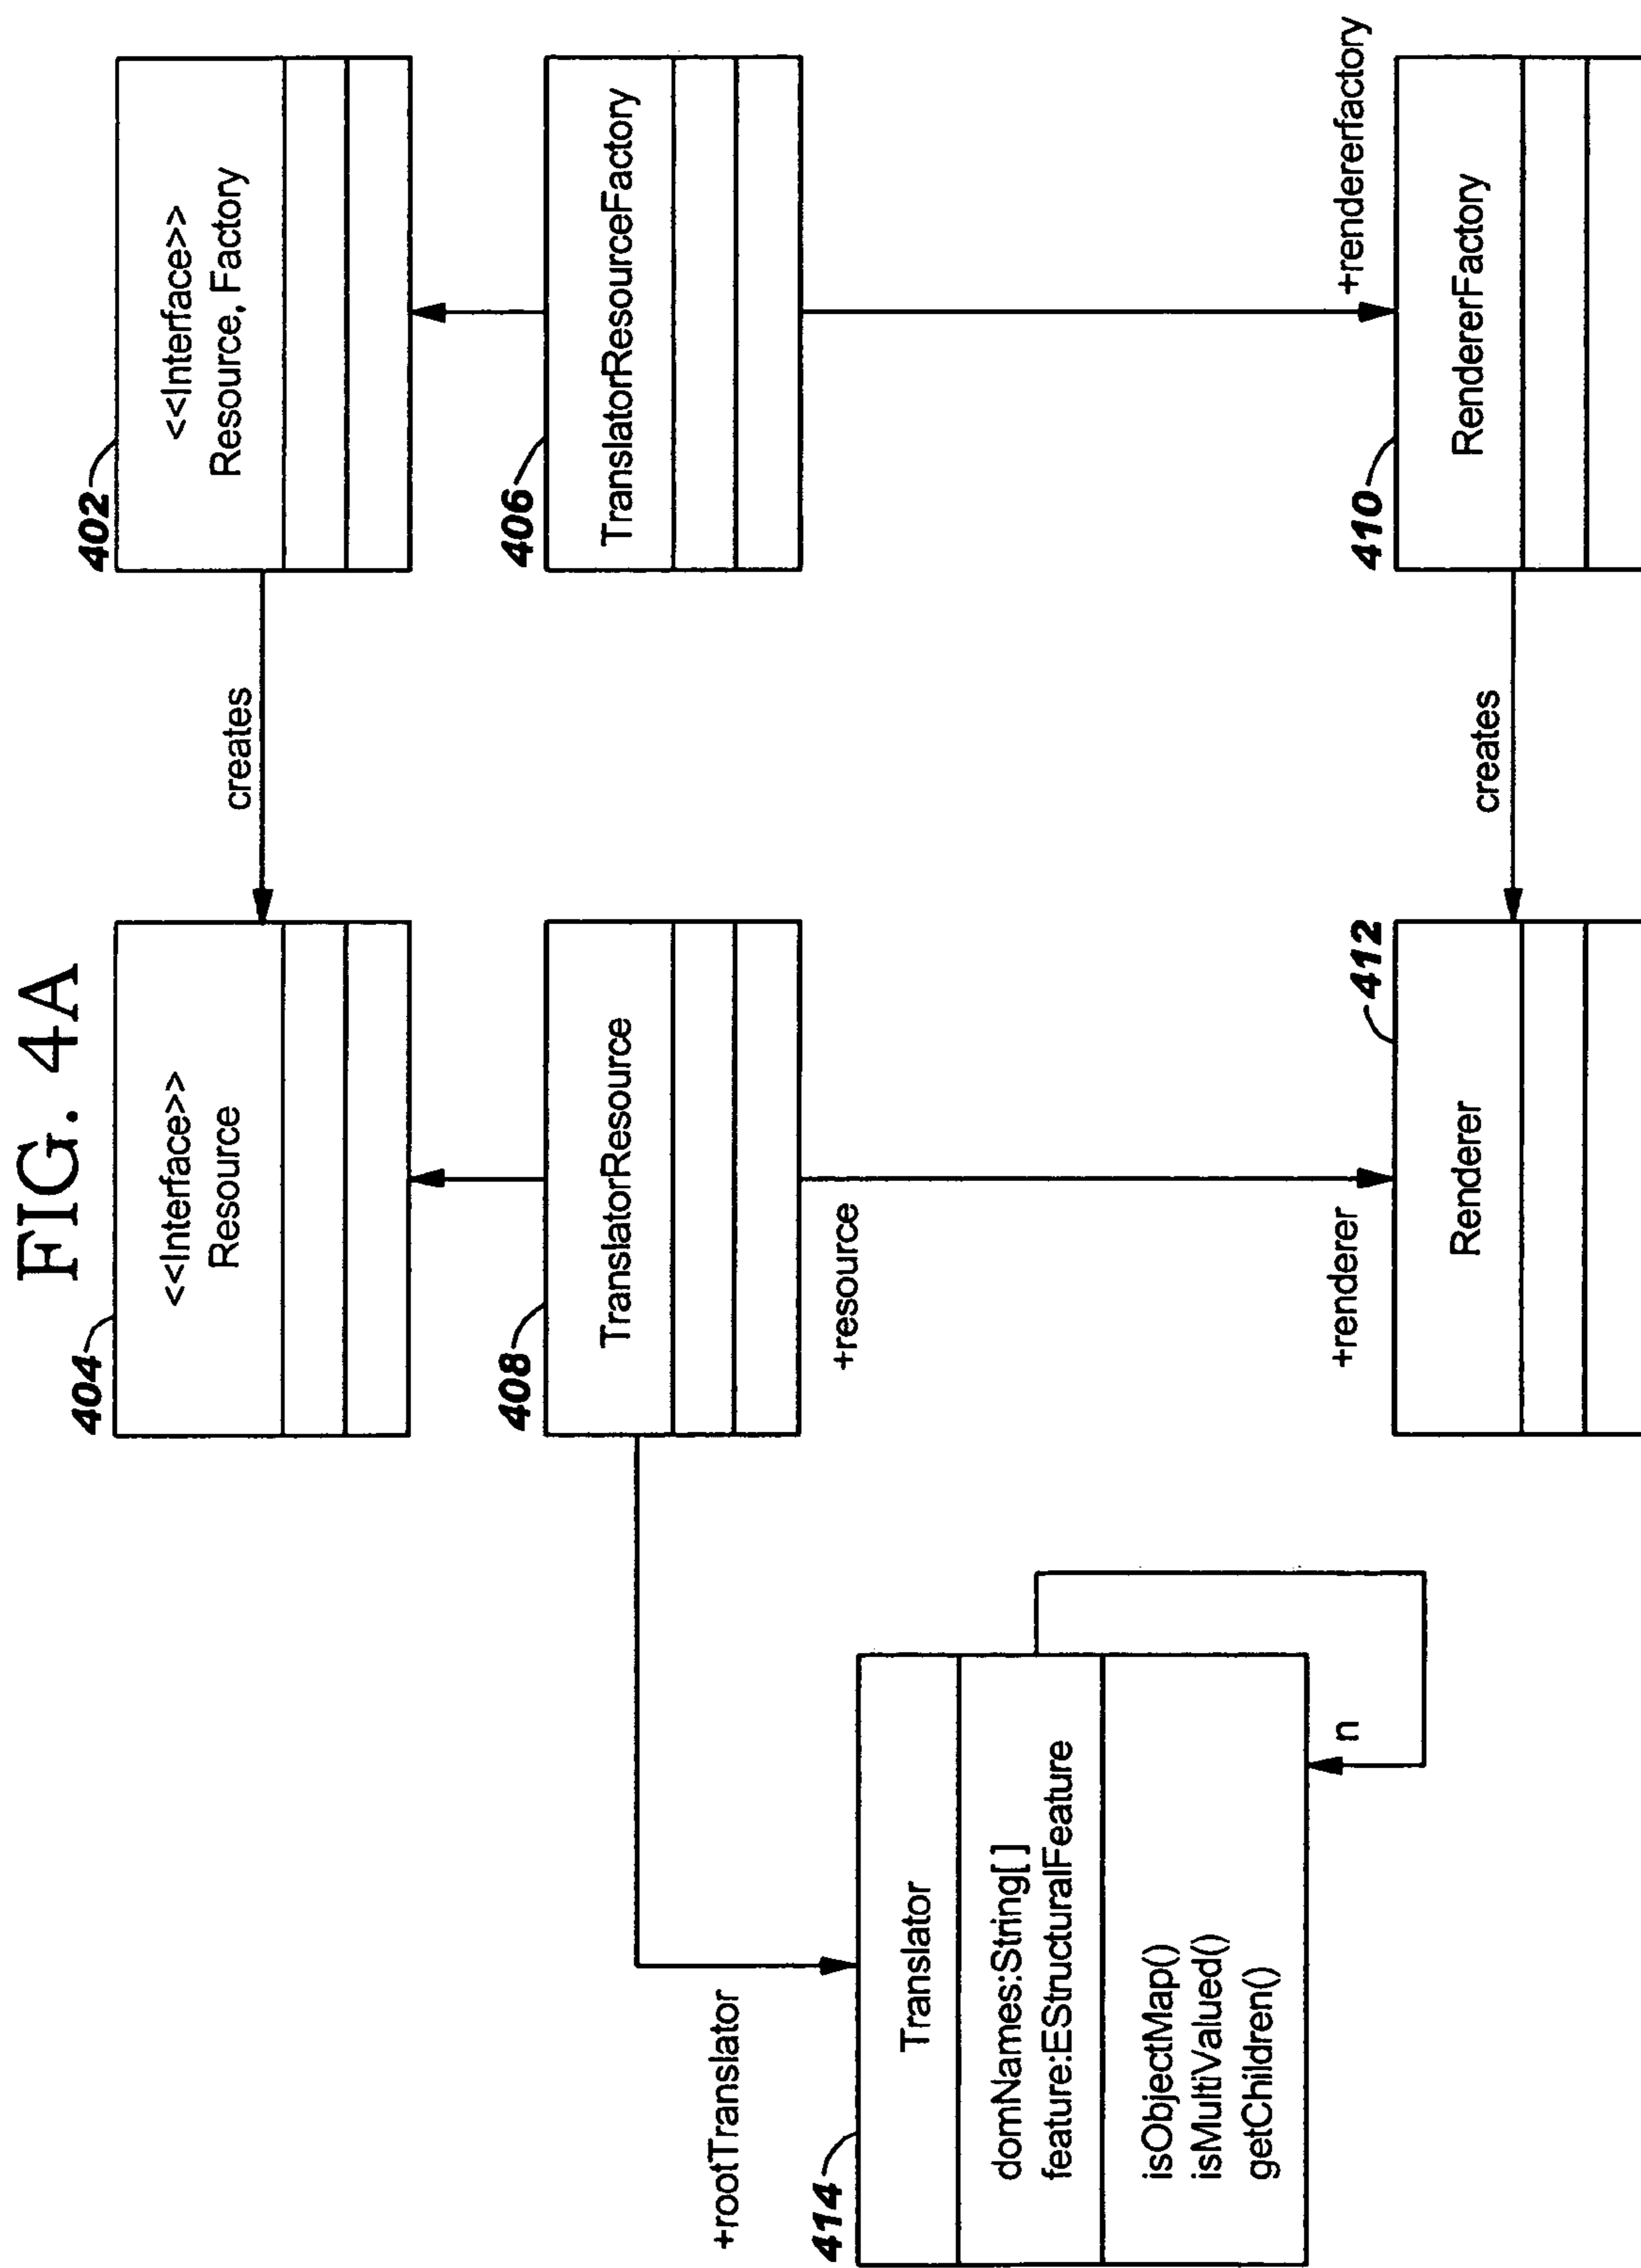 FIG. 4A
404
<<Interface>>
Resource
creates
402
<<Interface>>
Resource, Factory
408
TranslatorResource
406
TranslatorResourceFactory
+rootTranslator
+resource
414
Translator
domNames:String[ ]
feature:EStructuralFeature
isObjectMap()
isMultiValued()
getChildren()
n
+renderer
412
Renderer
creates
+rendererfactory
410
RendererFactory